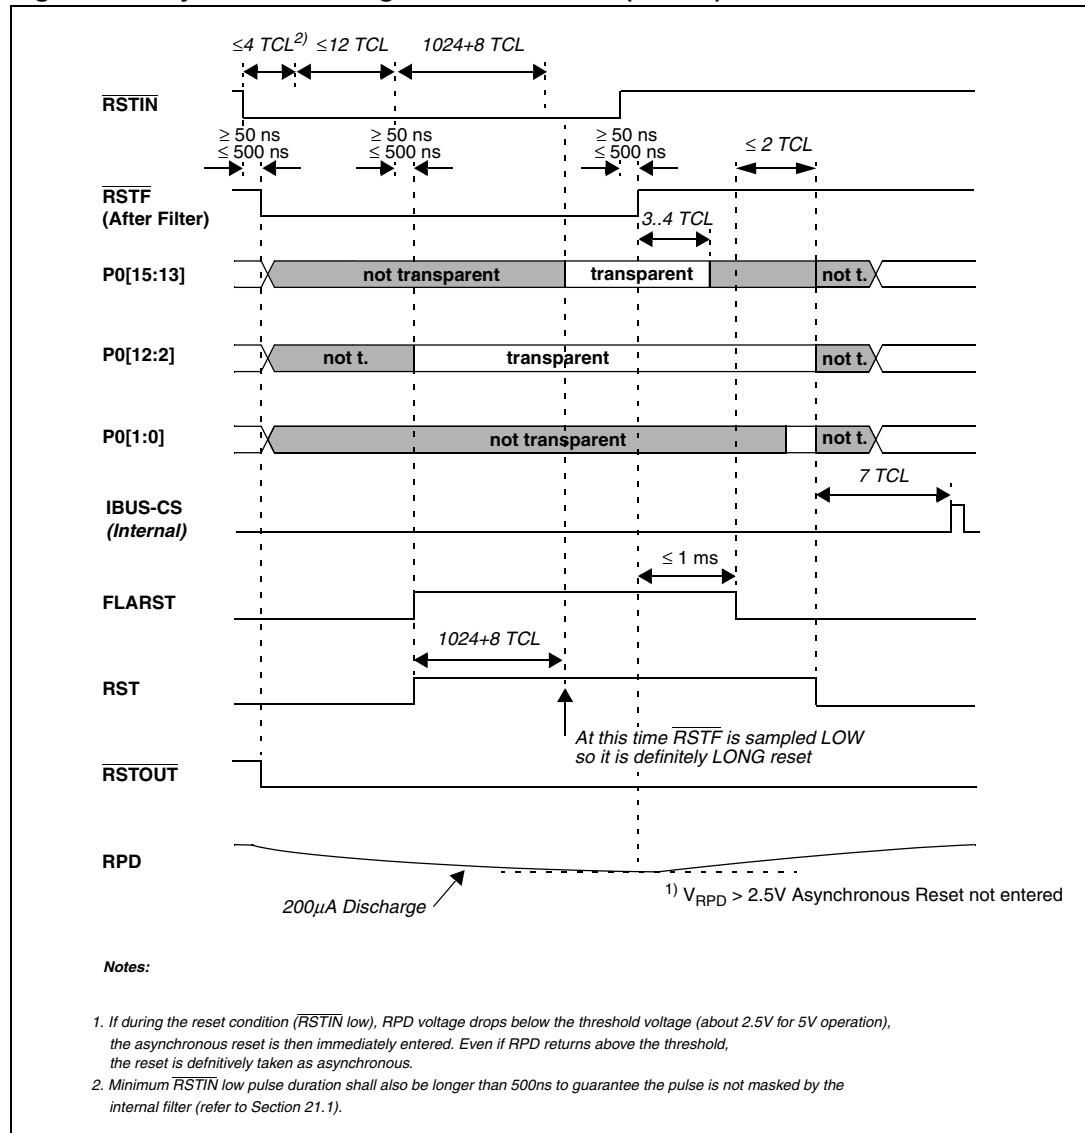 ≤4 TCL2) ≤12 TCL 1024+8 TCL
RSTIN
≥ 50 ns ≥ 50 ns ≥ 50 ns
≤ 500 ns ≤ 500 ns ≤ 500 ns
≤ 2 TCL
RSTF
(After Filter)
3..4 TCL
P0[15:13] not transparent transparent not t.
P0[12:2] not t. transparent not t.
P0[1:0] not transparent not t.
7 TCL
IBUS-CS
(Internal)
≤ 1 ms
FLARST
1024+8 TCL
RST
At this time RSTF is sampled LOW
so it is definitely LONG reset
RSTOUT
RPD
200μA Discharge
1) VRPD > 2.5V Asynchronous Reset not entered
Notes:
1. If during the reset condition (RSTIN low), RPD voltage drops below the threshold voltage (about 2.5V for 5V operation),
the asynchronous reset is then immediately entered. Even if RPD returns above the threshold,
the reset is defnitively taken as asynchronous.
2. Minimum RSTIN low pulse duration shall also be longer than 500ns to guarantee the pulse is not masked by the
internal filter (refer to Section 21.1).